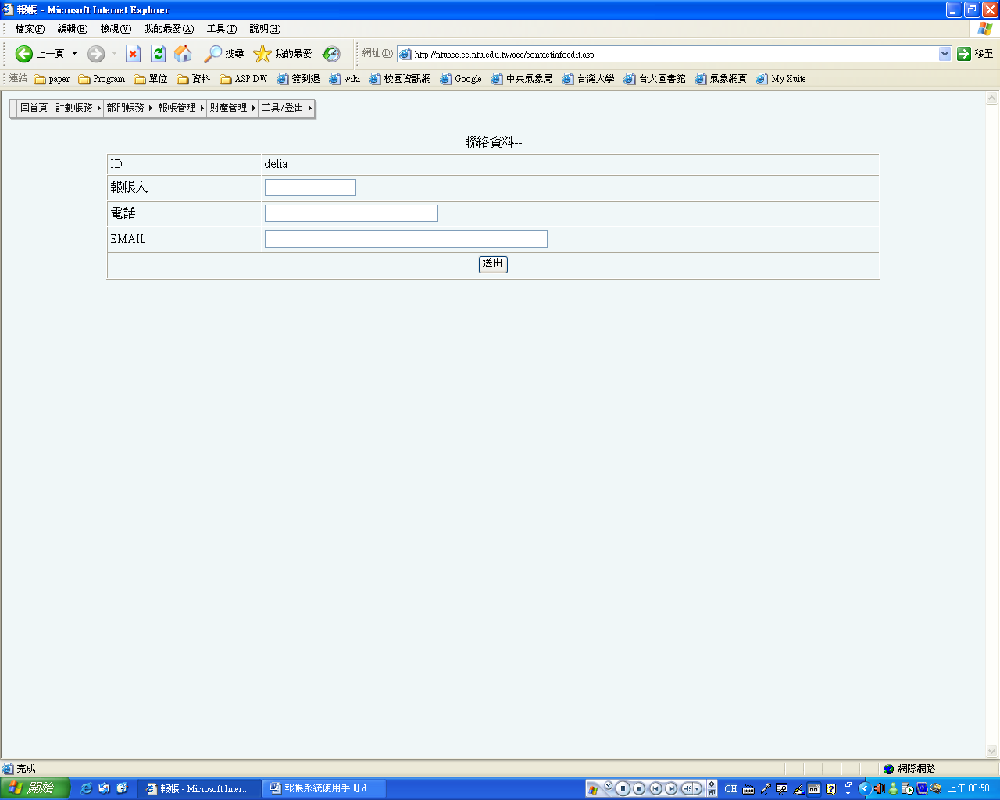 報帳 - Microsoft Internet Explorer
檔案(F) 編輯(E) 檢視(V) 我的最愛(A) 工具(T) 說明(H)
上一頁 搜尋 我的最愛 網址(D) http://ntuacc.cc.ntu.edu.tw/acc/contactinfoedit.asp 移至
連結 paper Program 單位 資料 ASP DW 簽到退 wiki 校園資訊網 Google 中央氣象局 台灣大學 台大圖書館 氣象網頁 My Xuite
回首頁 計劃帳務 部門帳務 報帳管理 財產管理 工具/登出
聯絡資料--
ID delia
報帳人
電話
EMAIL
送出
完成 網際網路
開始 報帳 - Microsoft Inter... 報帳系統使用手冊.d... CH 上午 08:58